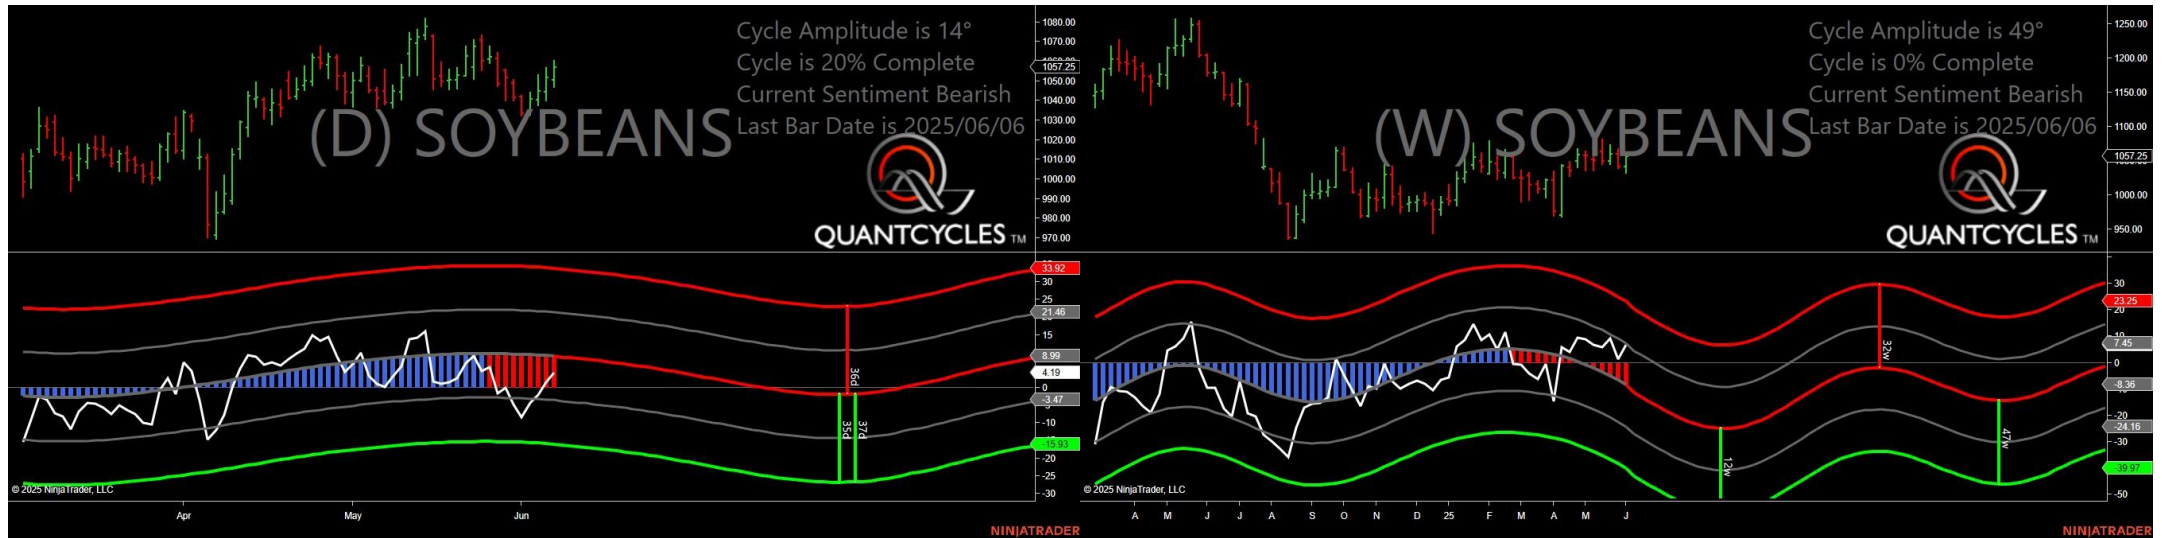 Cycle Amplitude is 14°
Cycle is 20% Complete
Current Sentiment Bearish
Last Bar Date is 2025/06/06
(D) SOYBEANS
QUANTCYCLES TM
1080.00
1070.00
1057.25
1050.00
1040.00
1030.00
1020.00
1010.00
1000.00
990.00
980.00
970.00
33.92
30
25
21.46
15
8.99
4.19
0
-3.47
-10
-15.93
-20
-25
-30
36d
35d
37d
© 2025 NinjaTrader, LLC
Apr
May
Jun
NINJATRADER
Cycle Amplitude is 49°
Cycle is 0% Complete
Current Sentiment Bearish
Last Bar Date is 2025/06/06
(W) SOYBEANS
QUANTCYCLES TM
1250.00
1200.00
1150.00
1100.00
1057.25
1000.00
950.00
30
23.25
20
7.45
0
-8.36
-20
-24.16
-30
-39.97
-50
32w
12w
47w
© 2025 NinjaTrader, LLC
A M J J A S O N D 25 F M A M J
NINJATRADER